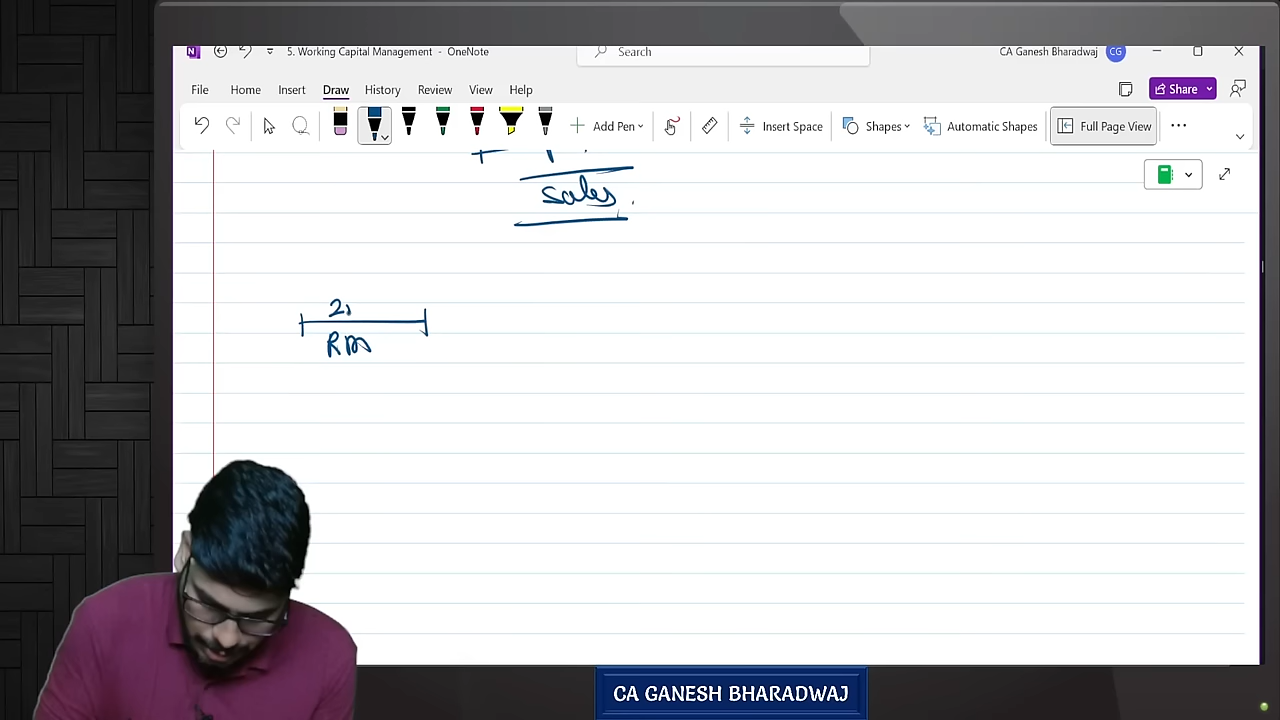 5. Working Capital Management - OneNote
Search
CA Ganesh Bharadwaj CG
File Home Insert Draw History Review View Help
Share
Add Pen
Insert Space
Shapes
Automatic Shapes
Full Page View
sales
RM
CA GANESH BHARADWAJ